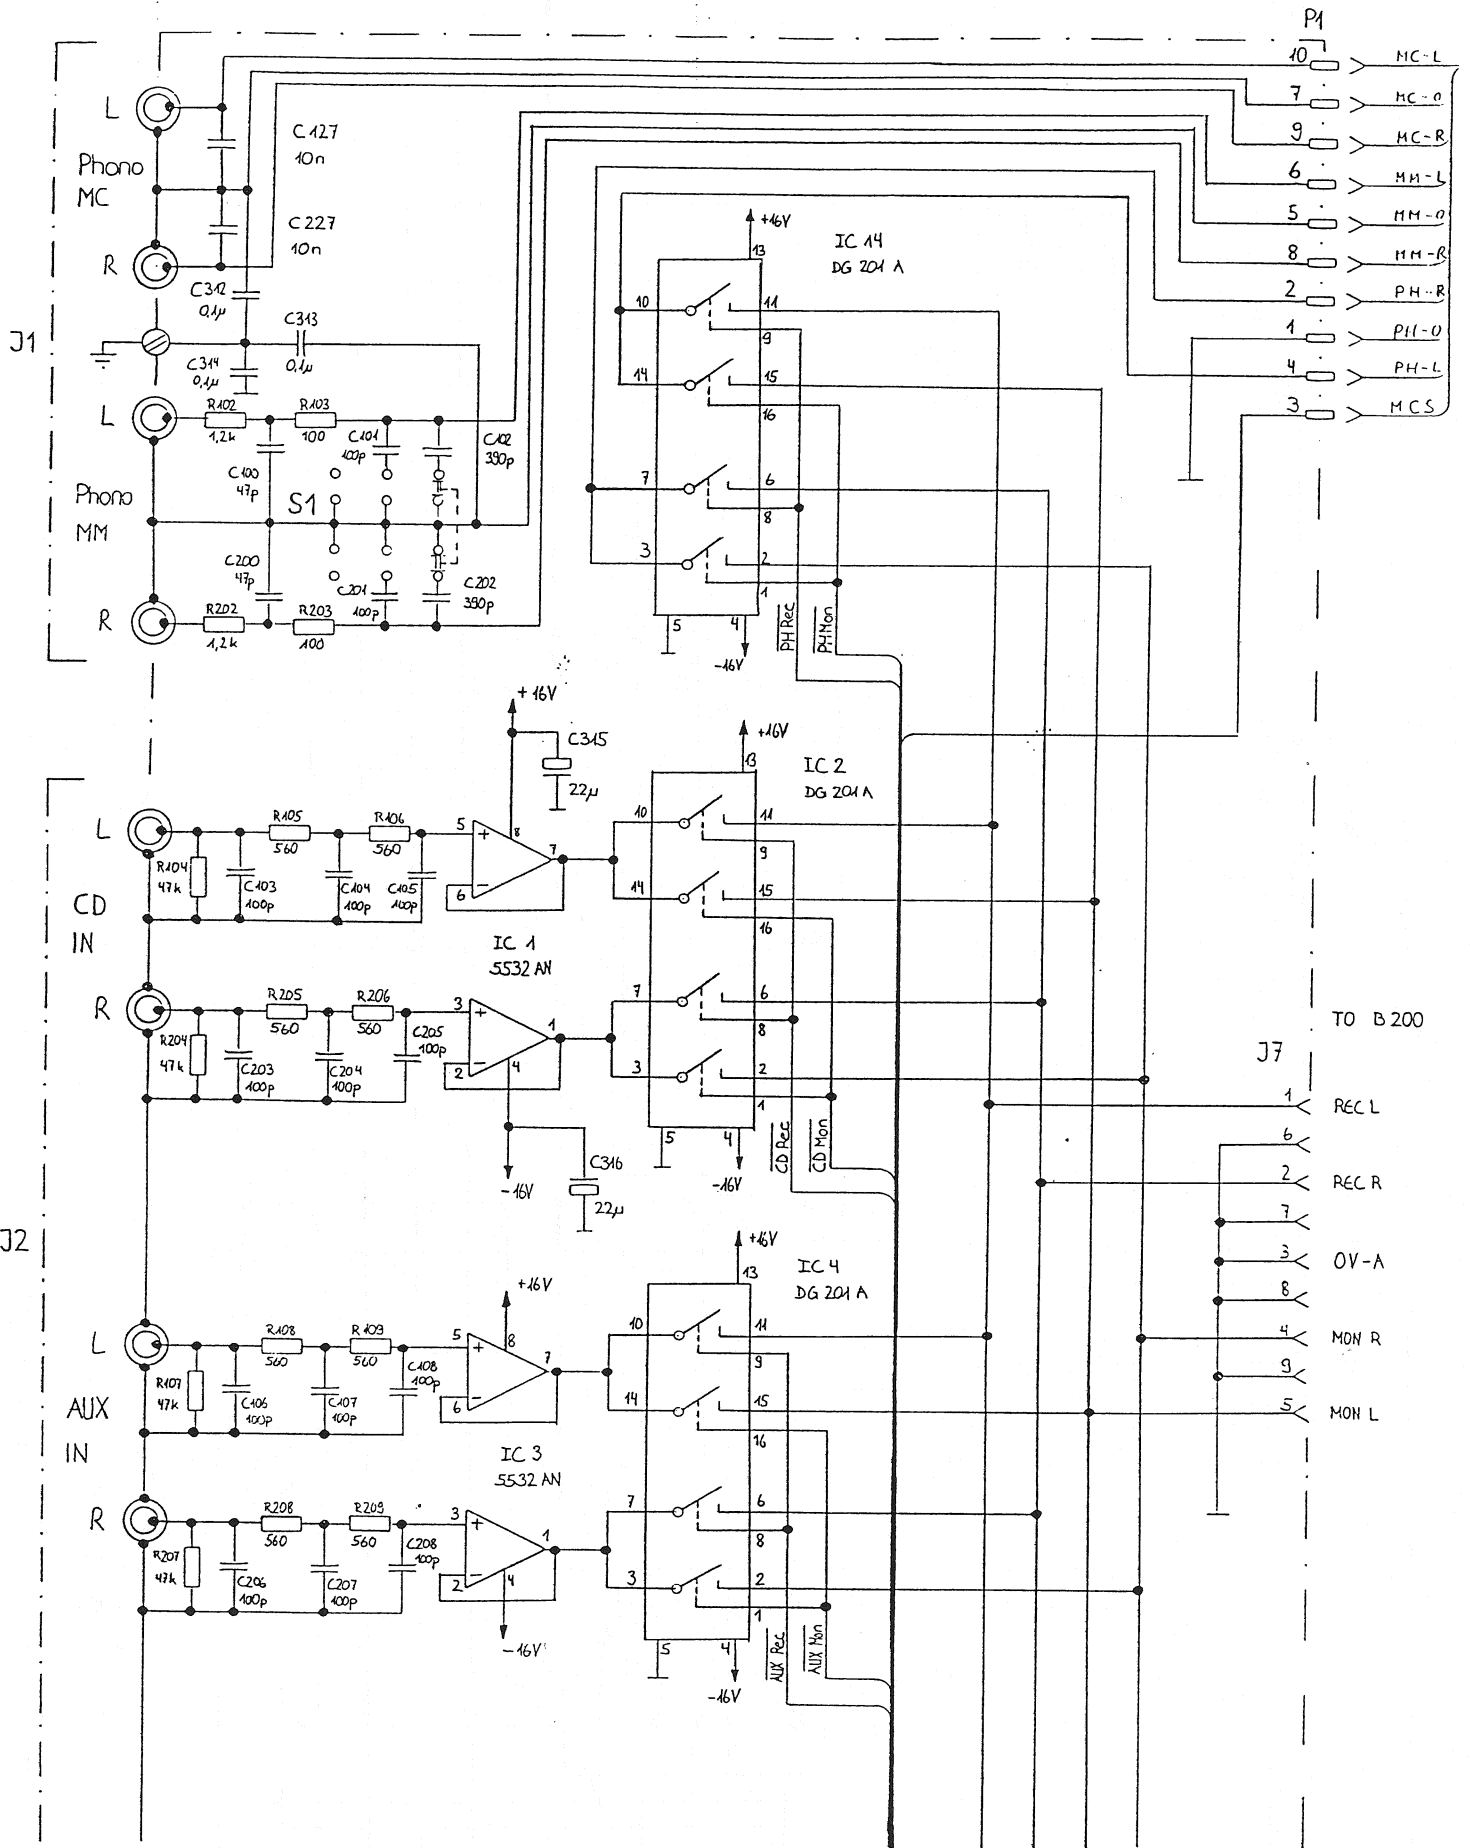 P1
10 MC-L
7 MC-0
9 MC-R
6 MM-L
5 MM-0
8 MM-R
2 PH-R
1 PH-0
4 PH-L
3 MCS
J1
L
Phono
MC
R
C127
10n
C227
10n
C312
0,1µ
C313
0,1µ
C314
0,1µ
L
R102
1,2k
R103
100
C101
100p
C102
390p
C100
47p
S1
Phono
MM
C200
47p
C201
100p
C202
390p
R
R202
1,2k
R203
100
IC 14
DG 201 A
+16V
13
10
11
9
14
15
16
7
6
8
3
2
1
5
4
-16V
PH Rec
PH Mon
J2
+16V
C315
22µ
L
R105
560
R106
560
R104
47k
C103
100p
C104
100p
C105
100p
5
+
8
7
6
-
CD
IN
IC 1
5532 AN
R
R205
560
R206
560
R204
47k
C203
100p
C204
100p
C205
100p
3
+
1
2
-
4
-16V
C316
22µ
IC 2
DG 201 A
+16V
13
10
11
9
14
15
16
7
6
8
3
2
1
5
4
-16V
CD Rec
CD Mon
TO B200
J7
1 REC L
6
2 REC R
7
3 0V-A
8
4 MON R
9
5 MON L
L
R108
560
R109
560
R107
47k
C106
100p
C107
100p
C108
100p
+16V
5
+
8
7
6
-
AUX
IN
IC 3
5532 AN
R
R208
560
R209
560
R207
47k
C206
100p
C207
100p
C208
100p
3
+
1
2
-
4
-16V
IC 4
DG 201 A
+16V
13
10
11
9
14
15
16
7
6
8
3
2
1
5
4
-16V
AUX Rec
AUX Mon